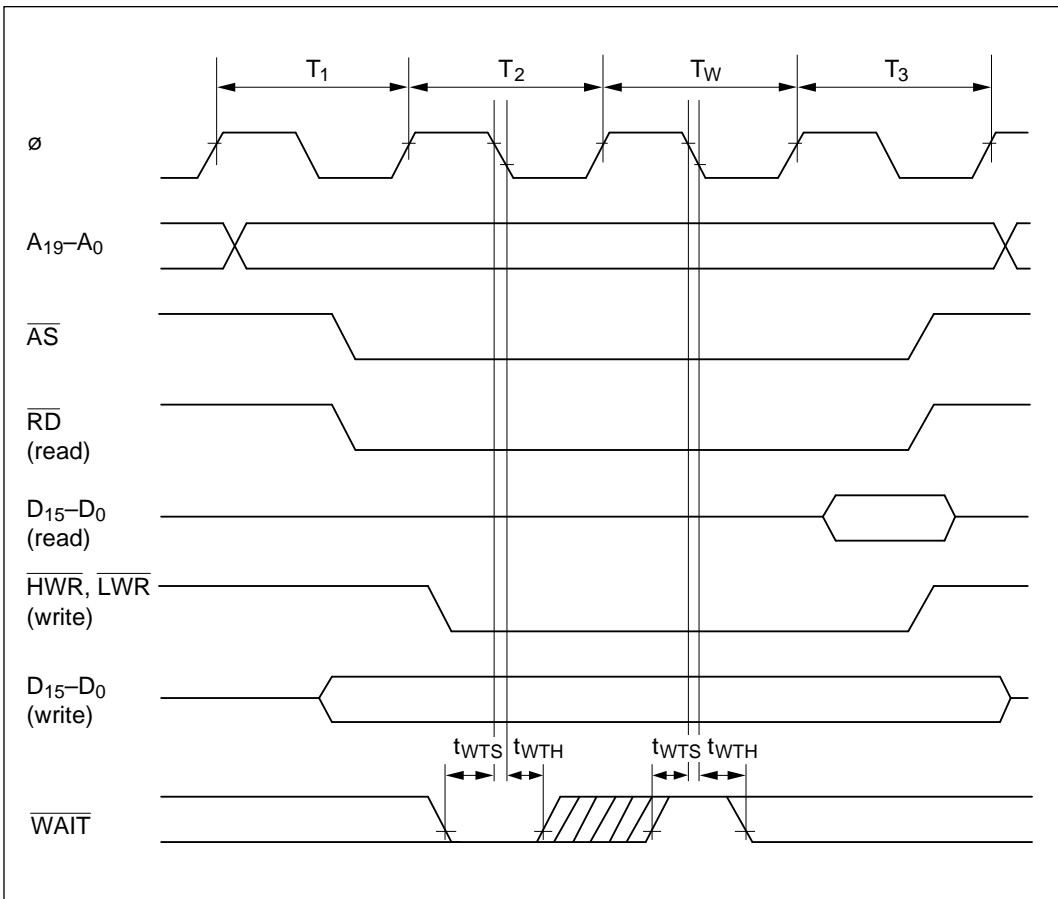 T1 T2 TW T3
ø
A19–A0
AS
RD
(read)
D15–D0
(read)
HWR, LWR
(write)
D15–D0
(write)
tWTS tWTH tWTS tWTH
WAIT